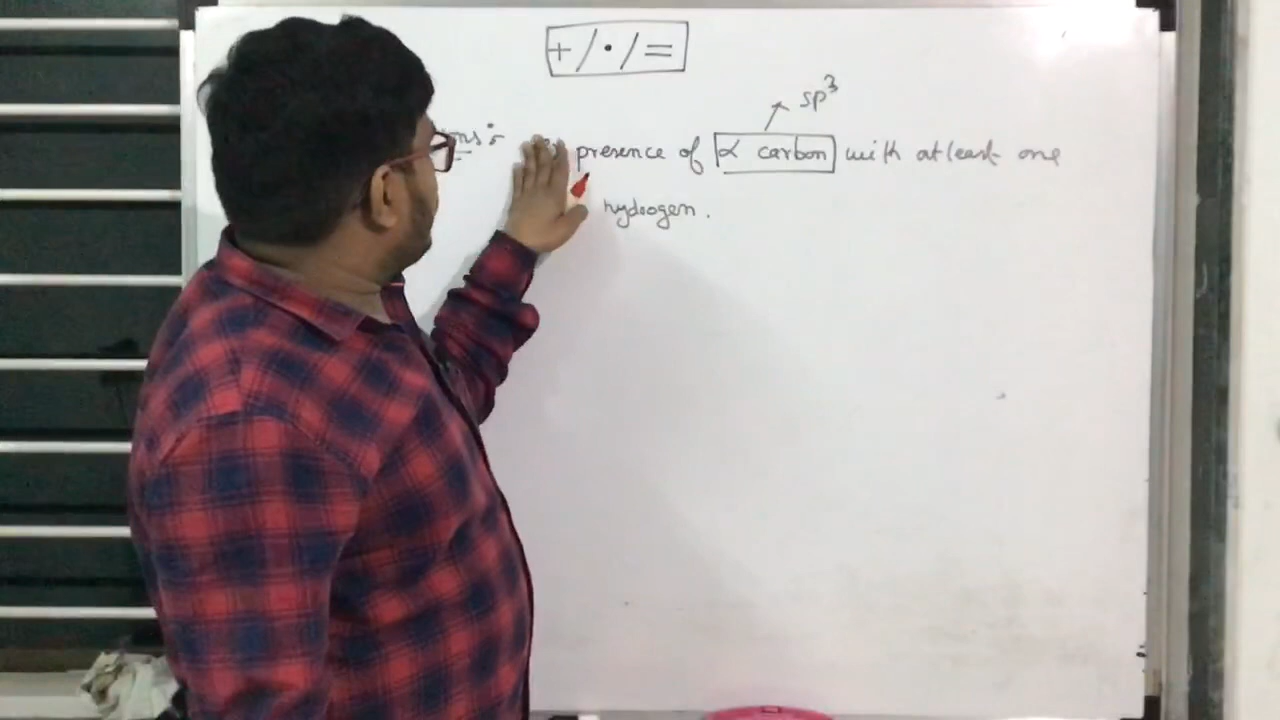 + / • / =
sp³
presence of α carbon with atleast one
hydrogen.